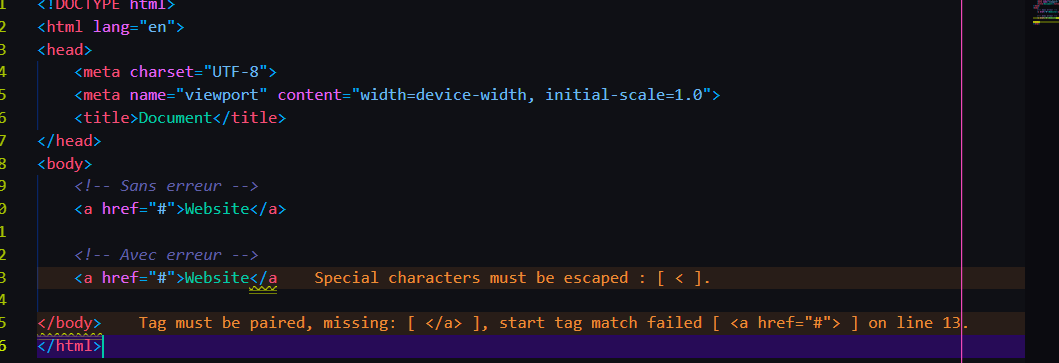 1 <!DOCTYPE html>
2 <html lang="en">
3 <head>
4 <meta charset="UTF-8">
5 <meta name="viewport" content="width=device-width, initial-scale=1.0">
6 <title>Document</title>
7 </head>
8 <body>
9 <!-- Sans erreur -->
0 <a href="#">Website</a>
1
2 <!-- Avec erreur -->
3 <a href="#">Website</a Special characters must be escaped : [ < ].
4
5 </body> Tag must be paired, missing: [ </a> ], start tag match failed [ <a href="#"> ] on line 13.
6 </html>